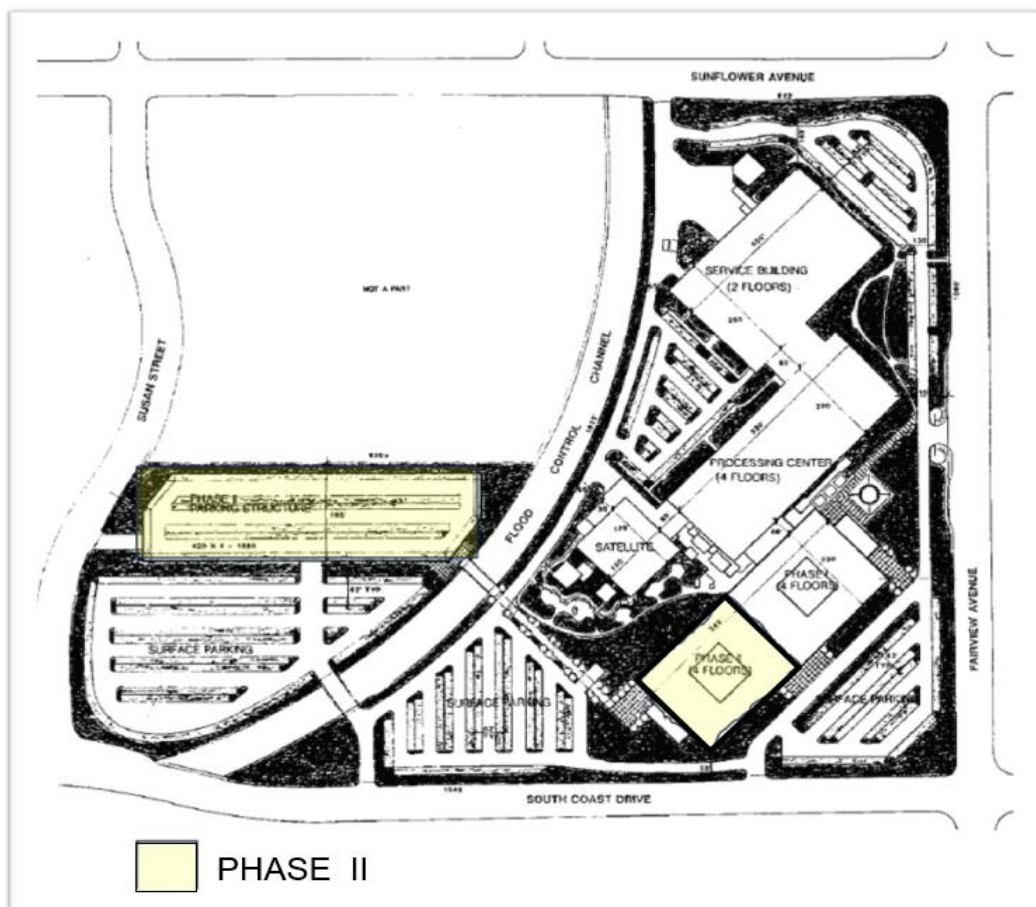 SUNFLOWER AVENUE
SERVICE BUILDING
(2 FLOORS)
NOT A PART
SUSAN STREET
FLOOD CONTROL CHANNEL
PROCESSING CENTER
(4 FLOORS)
PHASE II
PARKING STRUCTURE
SATELLITE
PHASE I
(4 FLOORS)
PHASE II
(4 FLOORS)
SURFACE PARKING
SURFACE PARKING
SURFACE PARKING
FAIRVIEW AVENUE
SOUTH COAST DRIVE
PHASE II